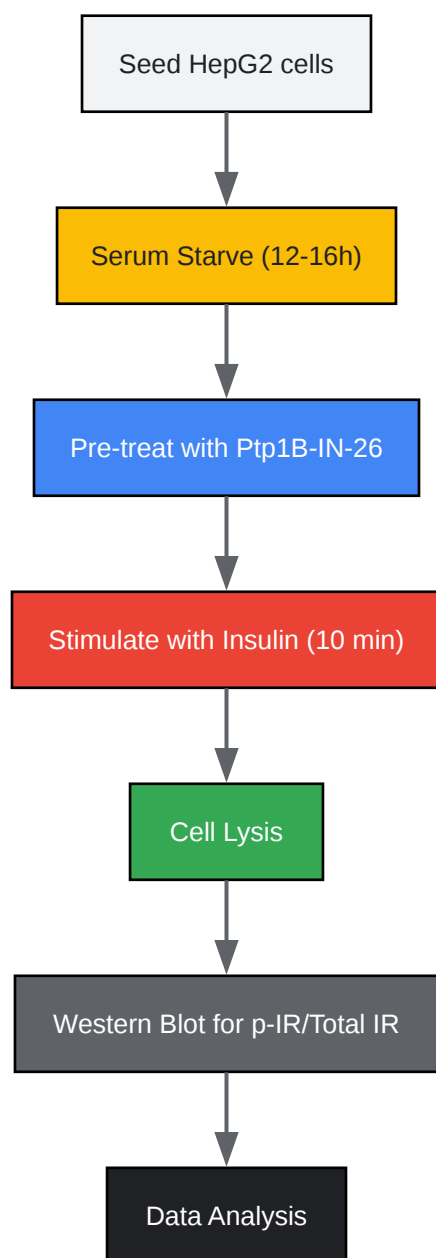 Seed HepG2 cells
Serum Starve (12-16h)
Pre-treat with Ptp1B-IN-26
Stimulate with Insulin (10 min)
Cell Lysis
Western Blot for p-IR/Total IR
Data Analysis